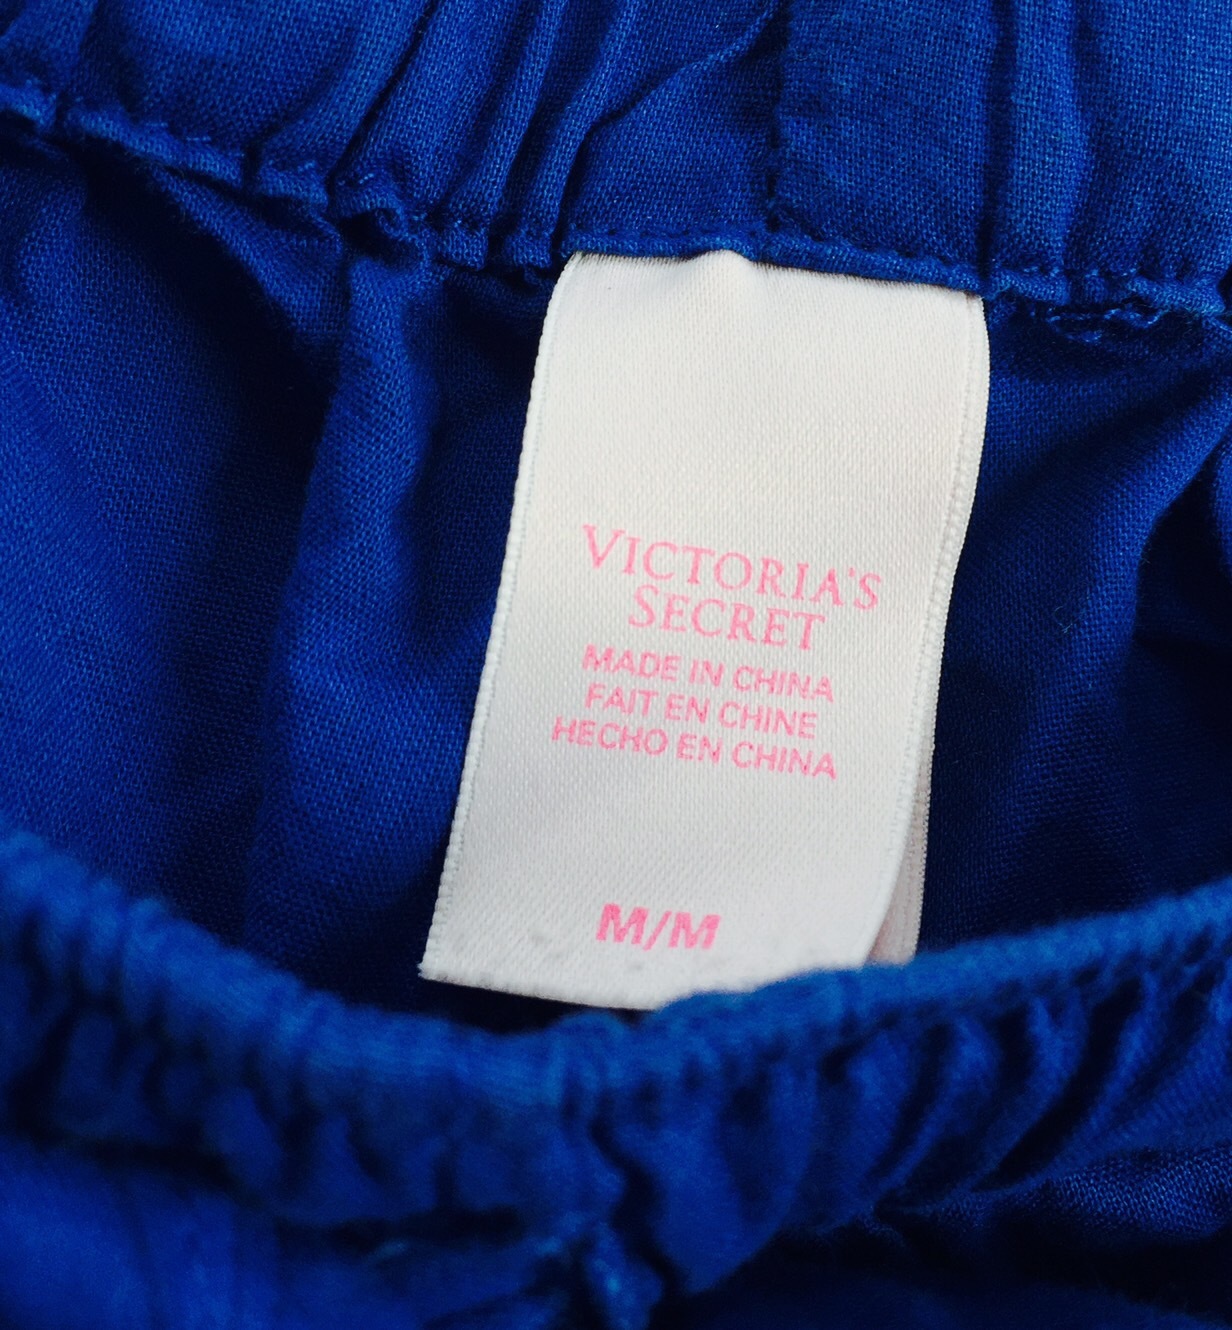 VICTORIA'S
SECRET
MADE IN CHINA
FAIT EN CHINE
HECHO EN CHINA
M/M